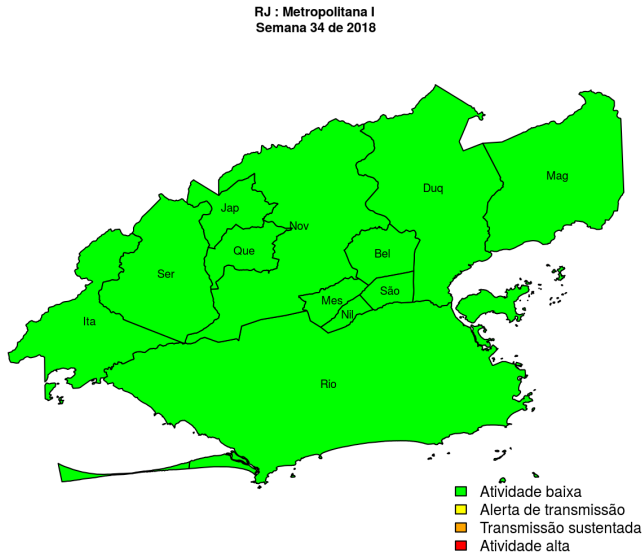 RJ : Metropolitana I
Semana 34 de 2018
Mag
Duq
Jap
Nov
Que
Bel
Ser
São
Mes
Nil
Ita
Rio
Atividade baixa
Alerta de transmissão
Transmissão sustentada
Atividade alta